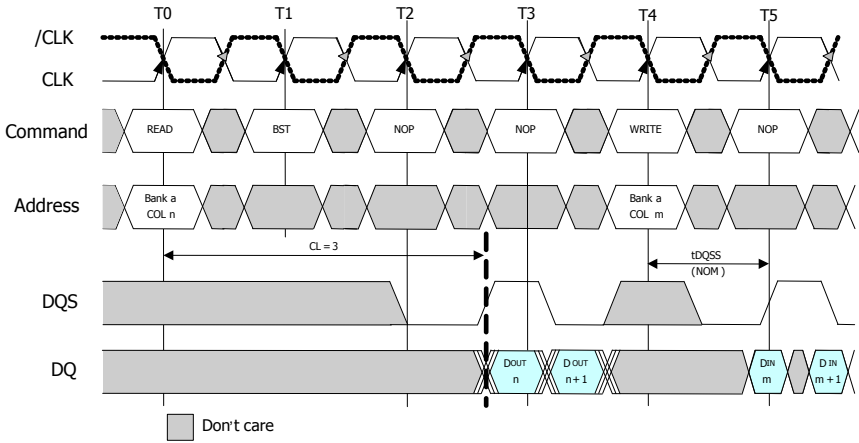 T0 T1 T2 T3 T4 T5
/CLK
CLK
Command READ BST NOP NOP WRITE NOP
Address Bank a COL n Bank a COL m
CL = 3
tDQSS
(NOM )
DQS
DQ DOUT n DOUT n+1 DIN m DIN m+1
Don't care